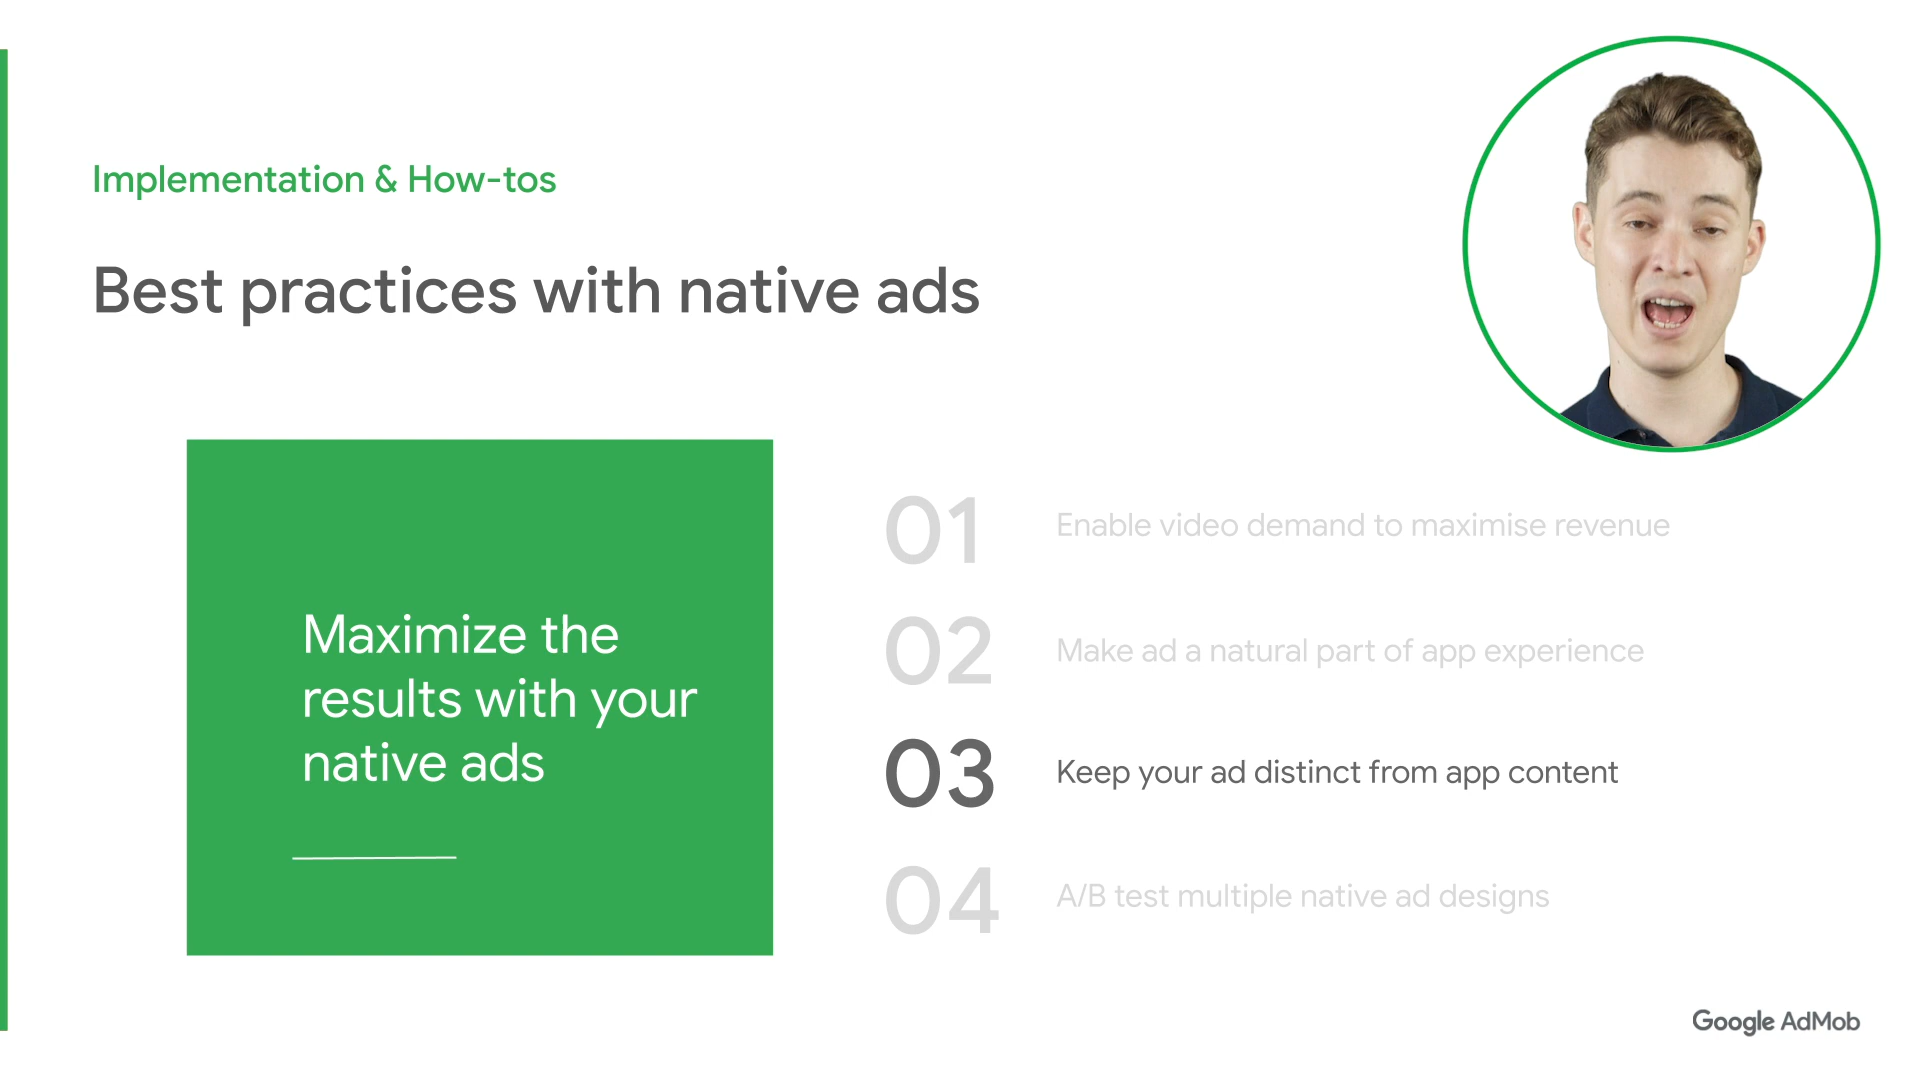 Implementation & How-tos
Best practices with native ads
Maximize the
results with your
native ads
01 Enable video demand to maximise revenue
02 Make ad a natural part of app experience
03 Keep your ad distinct from app content
04 A/B test multiple native ad designs
Google AdMob